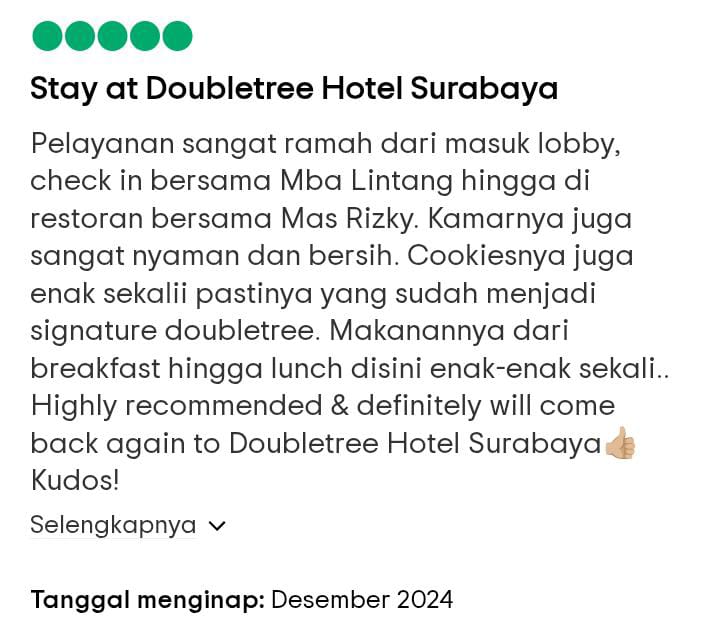 Stay at Doubletree Hotel Surabaya
Pelayanan sangat ramah dari masuk lobby,
check in bersama Mba Lintang hingga di
restoran bersama Mas Rizky. Kamarnya juga
sangat nyaman dan bersih. Cookiesnya juga
enak sekalii pastinya yang sudah menjadi
signature doubletree. Makanannya dari
breakfast hingga lunch disini enak-enak sekali..
Highly recommended & definitely will come
back again to Doubletree Hotel Surabaya👍🏼
Kudos!
Selengkapnya
Tanggal menginap: Desember 2024